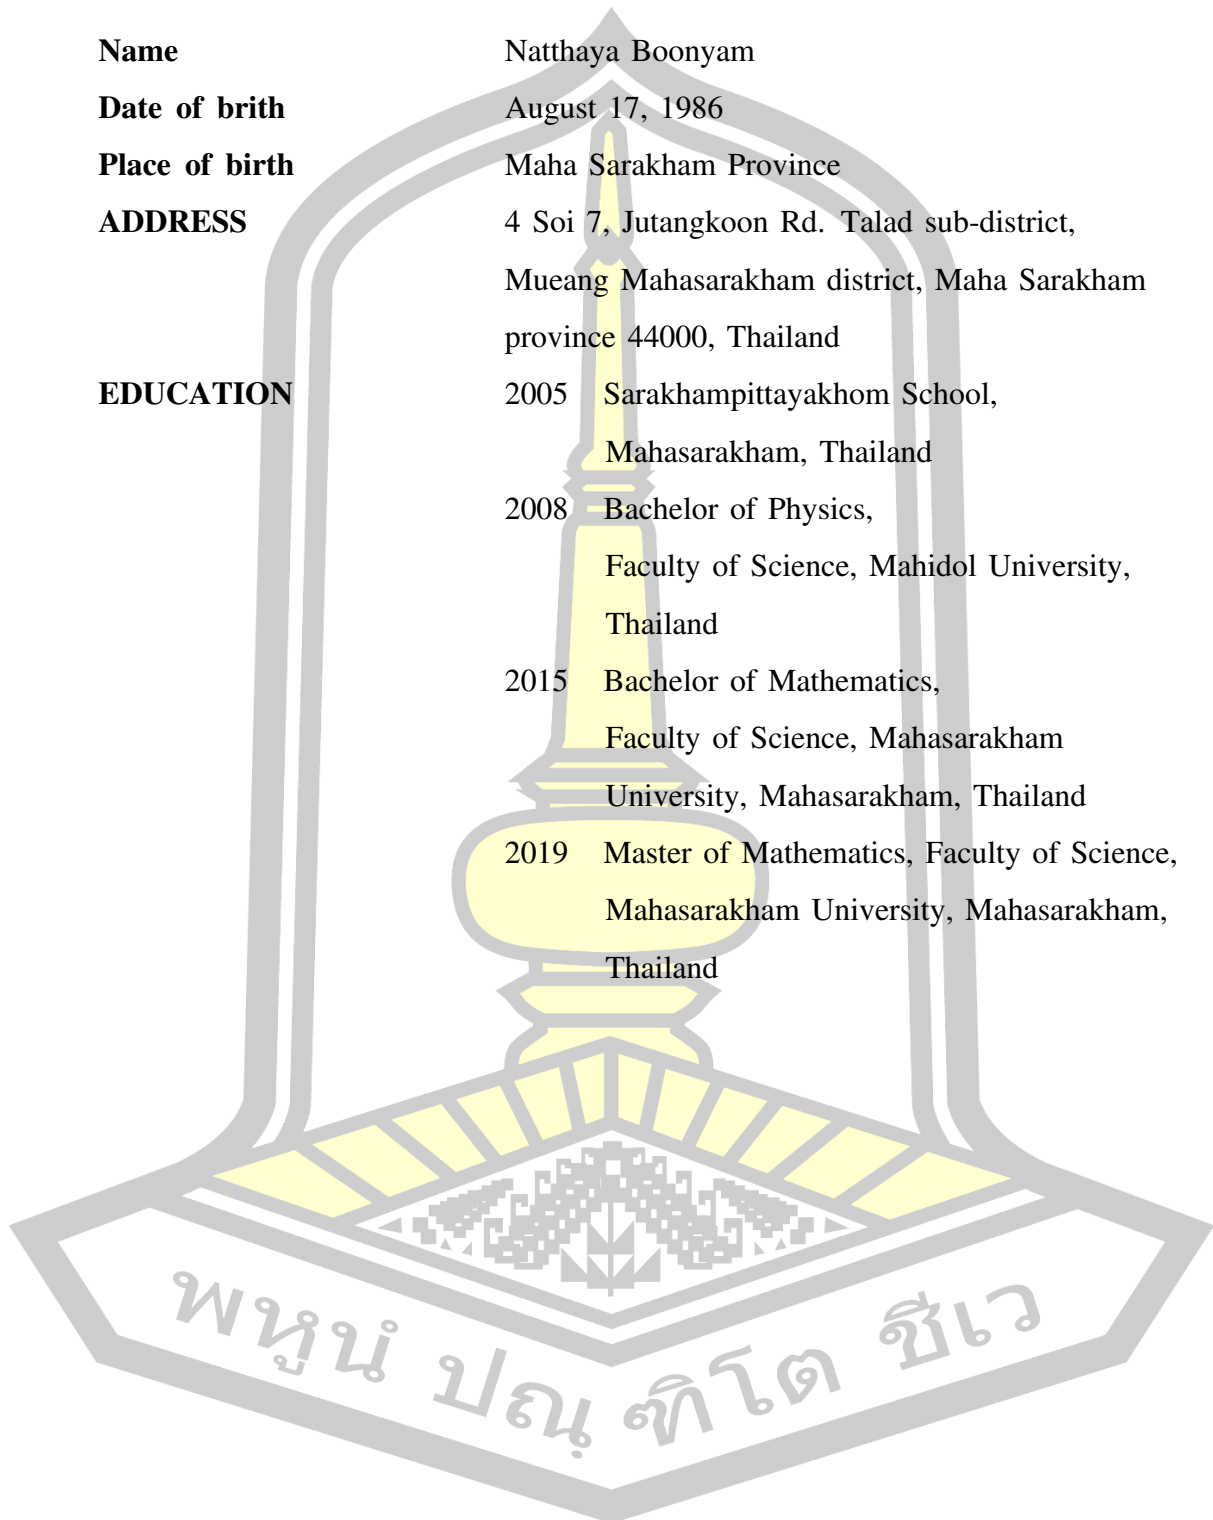 Name Natthaya Boonyam
Date of brith August 17, 1986
Place of birth Maha Sarakham Province
ADDRESS 4 Soi 7, Jutangkoon Rd. Talad sub-district,
Mueang Mahasarakham district, Maha Sarakham
province 44000, Thailand
EDUCATION 2005 Sarakhampittayakhom School,
Mahasarakham, Thailand
2008 Bachelor of Physics,
Faculty of Science, Mahidol University,
Thailand
2015 Bachelor of Mathematics,
Faculty of Science, Mahasarakham
University, Mahasarakham, Thailand
2019 Master of Mathematics, Faculty of Science,
Mahasarakham University, Mahasarakham,
Thailand
พหูนํ ปณฺ ฑิโต ชีเว